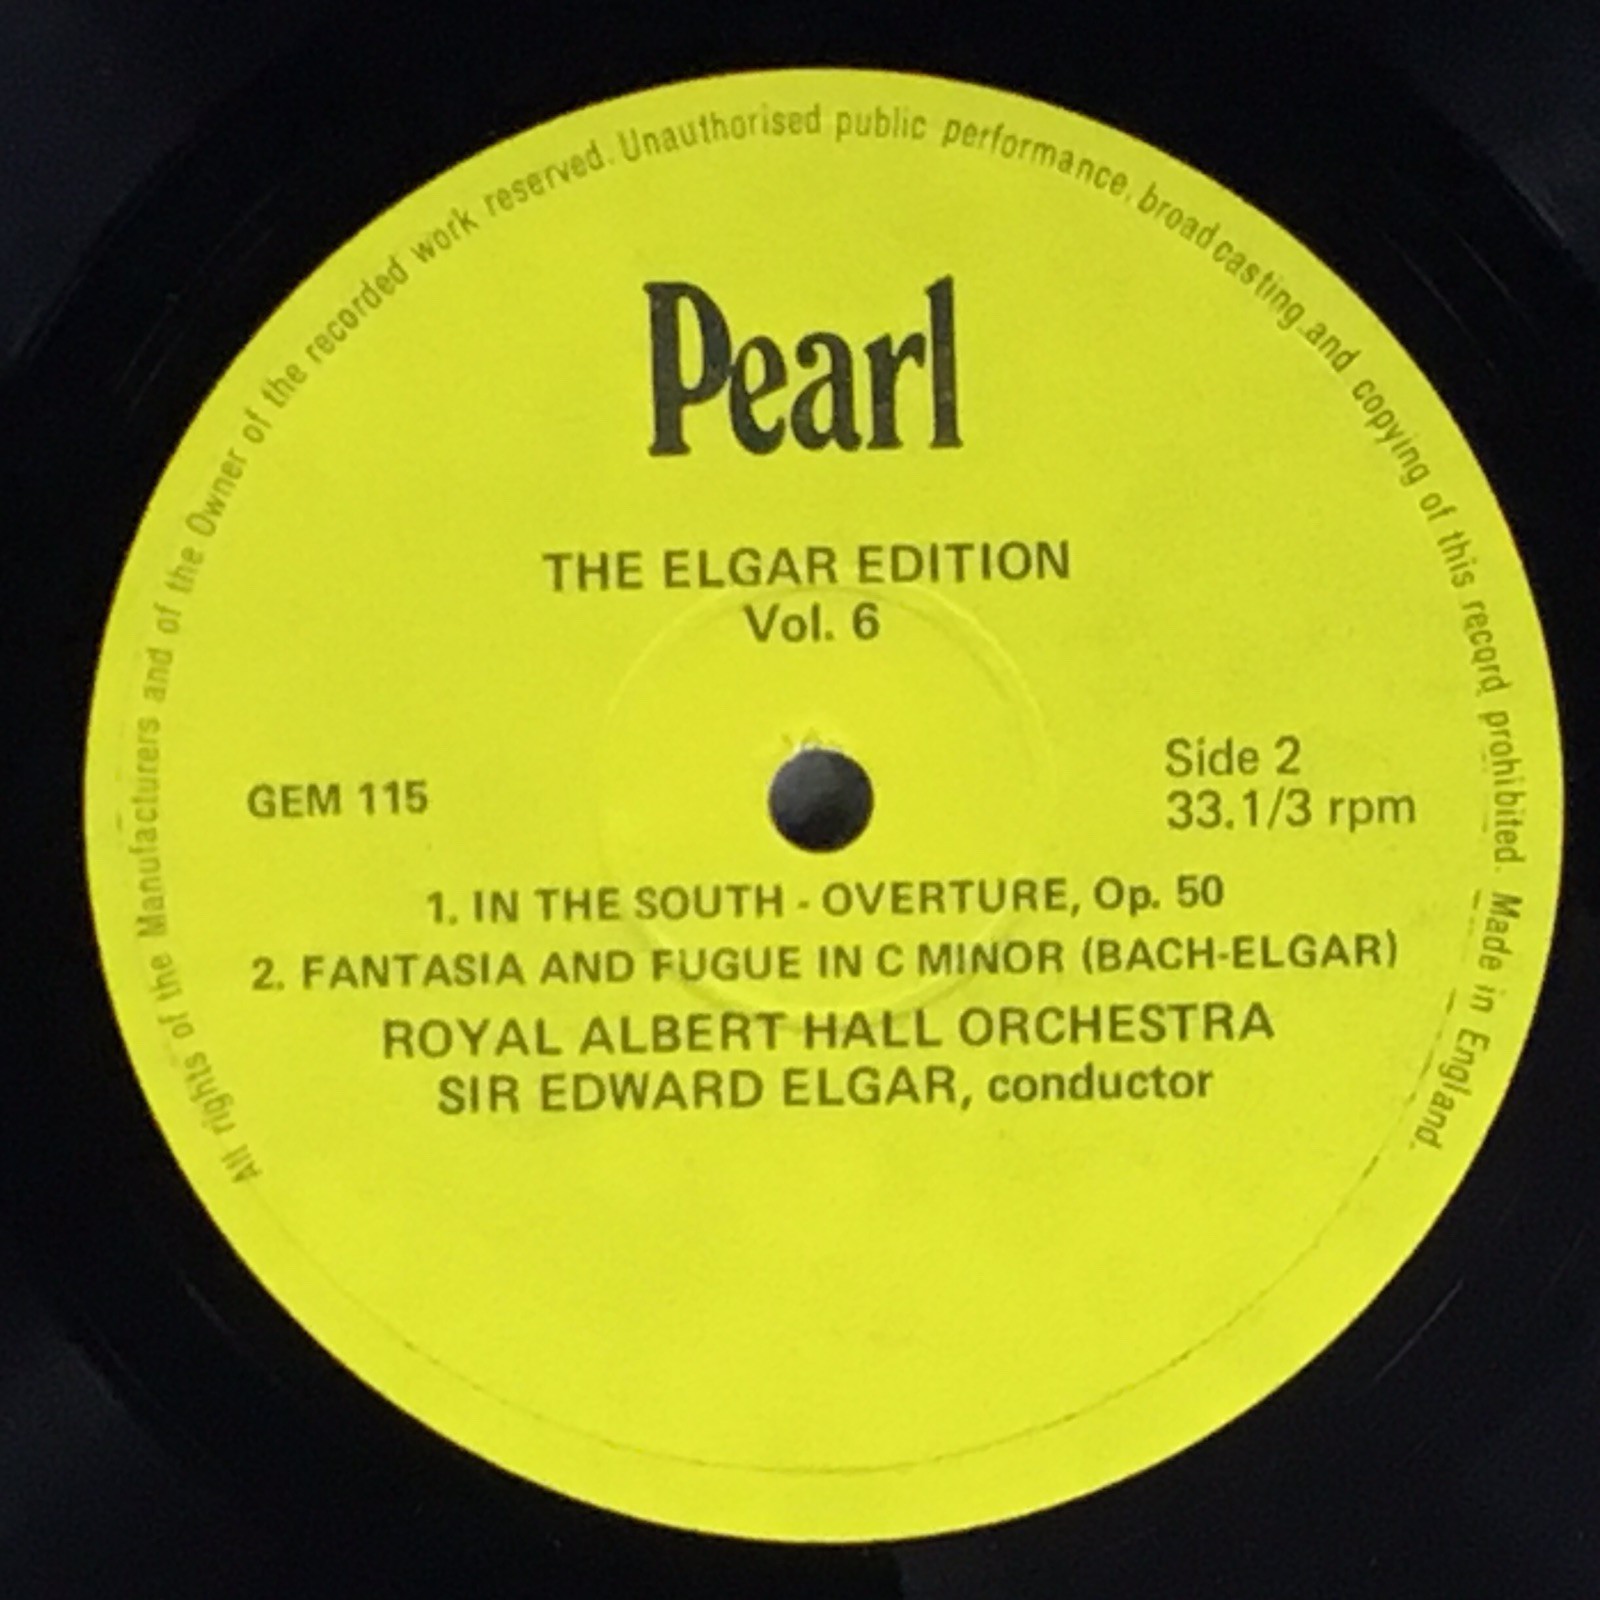 All rights of the Manufacturers and of the Owner of the recorded work reserved. Unauthorised public performance, broadcasting and copying of this record prohibited. Made in England.
Pearl
THE ELGAR EDITION
Vol. 6
GEM 115
Side 2
33.1/3 rpm
1. IN THE SOUTH - OVERTURE, Op. 50
2. FANTASIA AND FUGUE IN C MINOR (BACH-ELGAR)
ROYAL ALBERT HALL ORCHESTRA
SIR EDWARD ELGAR, conductor